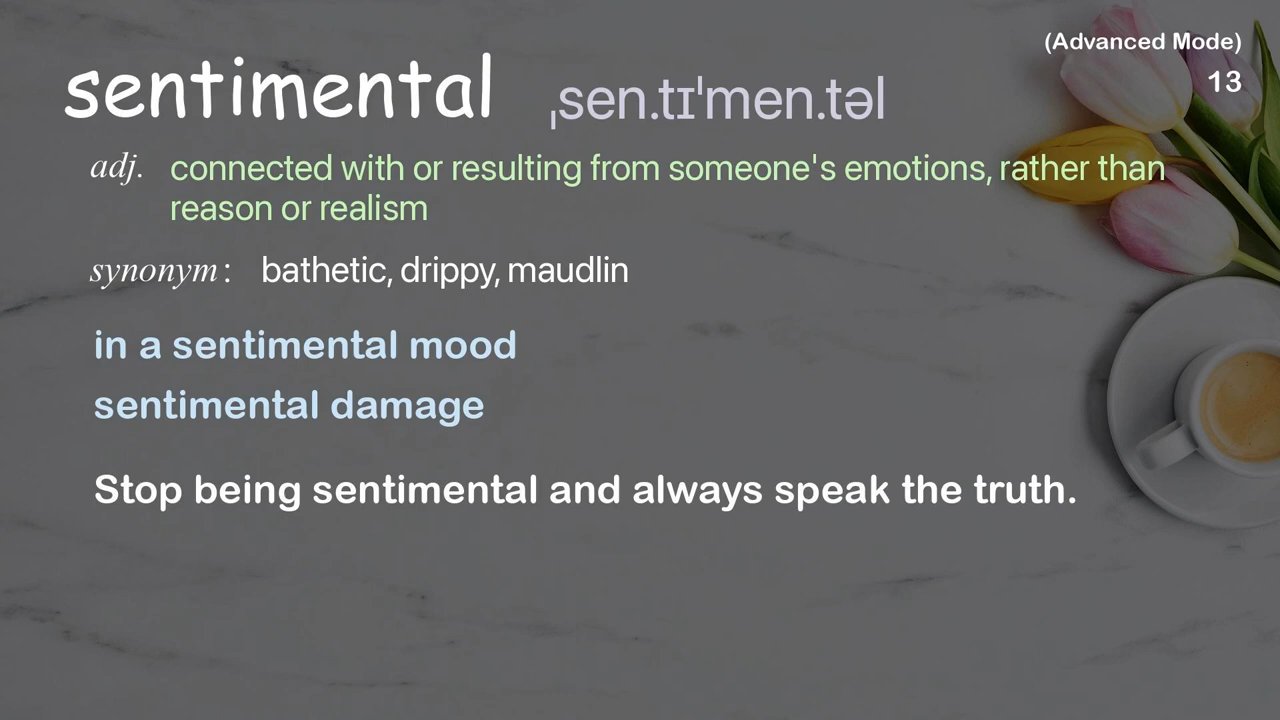 (Advanced Mode)
13
sentimental ˌsen.tɪˈmen.təl
adj. connected with or resulting from someone's emotions, rather than
reason or realism
synonym: bathetic, drippy, maudlin
in a sentimental mood
sentimental damage
Stop being sentimental and always speak the truth.